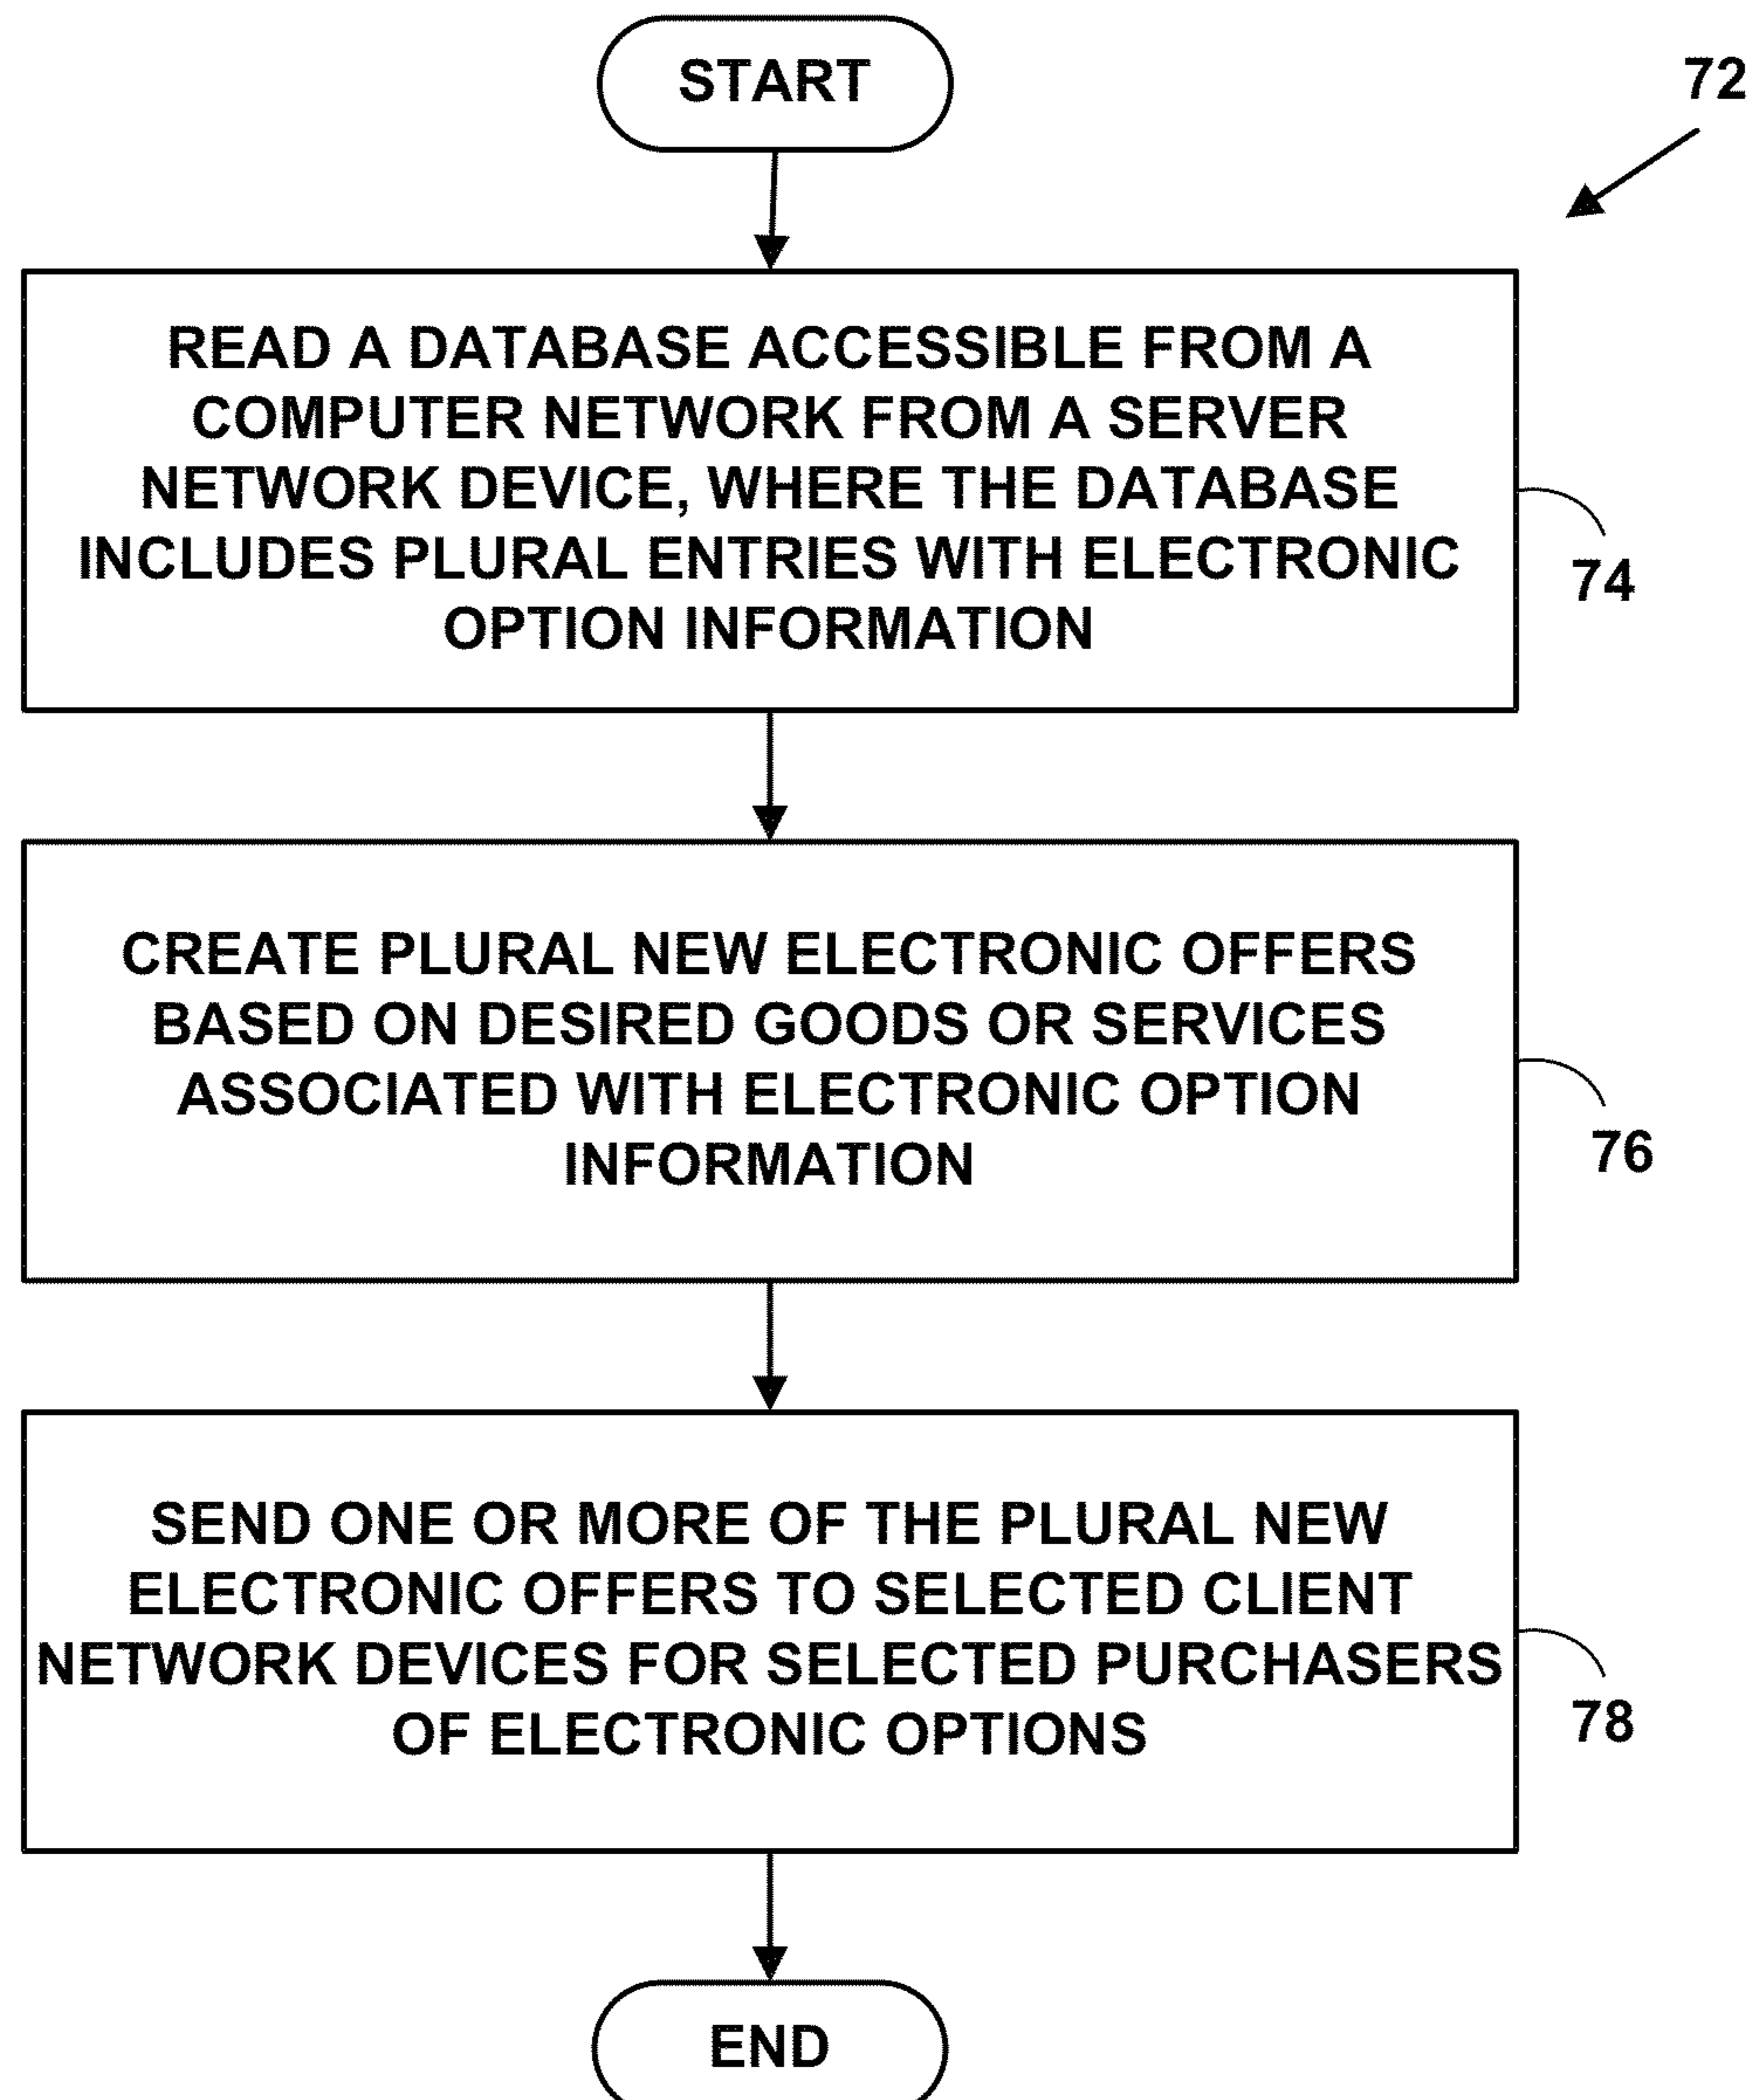 START
72
READ A DATABASE ACCESSIBLE FROM A
COMPUTER NETWORK FROM A SERVER
NETWORK DEVICE, WHERE THE DATABASE
INCLUDES PLURAL ENTRIES WITH ELECTRONIC
OPTION INFORMATION
74
CREATE PLURAL NEW ELECTRONIC OFFERS
BASED ON DESIRED GOODS OR SERVICES
ASSOCIATED WITH ELECTRONIC OPTION
INFORMATION
76
SEND ONE OR MORE OF THE PLURAL NEW
ELECTRONIC OFFERS TO SELECTED CLIENT
NETWORK DEVICES FOR SELECTED PURCHASERS
OF ELECTRONIC OPTIONS
78
END